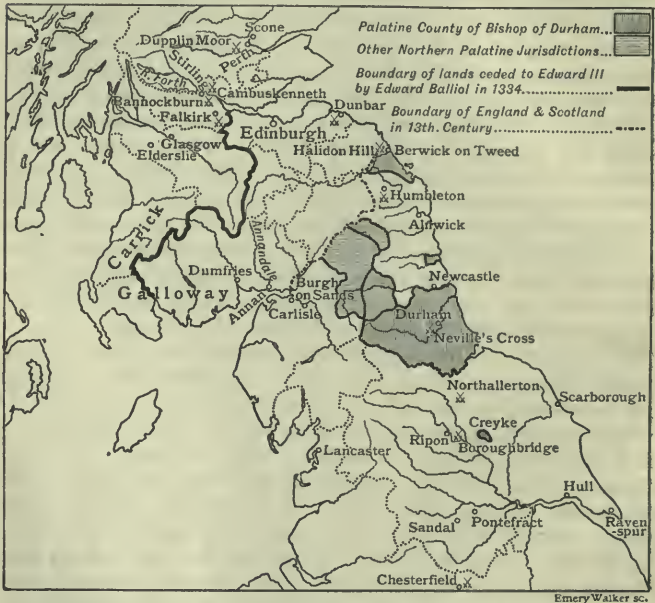 Palatine County of Bishop of Durham...
Other Northern Palatine Jurisdictions...
Boundary of lands ceded to Edward III
by Edward Balliol in 1334
Boundary of England & Scotland
in 13th. Century
Scone
Dupplin Moor
Perth
Stirling
R. Forth
Cambuskenneth
Bannockburn
Falkirk
Dunbar
Edinburgh
Glasgow
Elderslie
Halidon Hill
Berwick on Tweed
Humbleton
Alnwick
Carrick
Annandale
Dumfries
Galloway
Annan
Burgh
on Sands
Carlisle
Newcastle
Durham
Neville's Cross
Northallerton
Scarborough
Creyke
Ripon
Boroughbridge
Lancaster
Hull
Sandal
Pontefract
Raven
-spur
Chesterfield
Emery Walker sc.